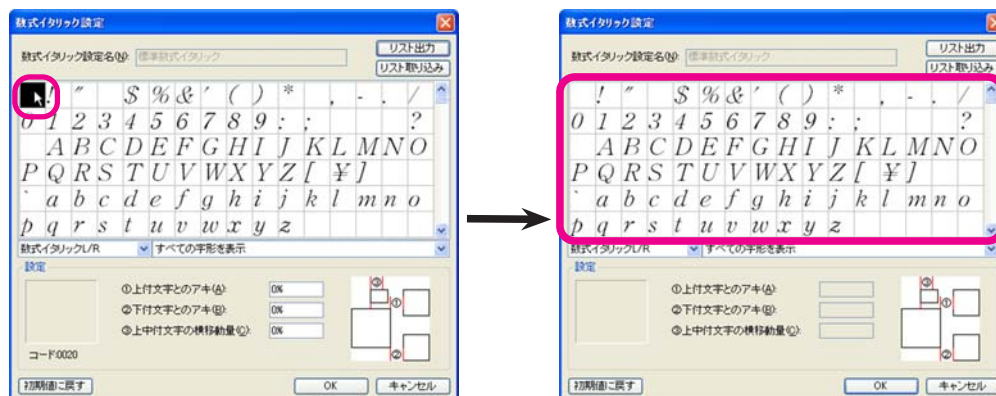 数式イタリック設定
数式イタリック設定名(N): 標準数式イタリック
リスト出力
リスト取り込み
! " $ % & ' ( ) * , - . /
0 1 2 3 4 5 6 7 8 9 : ; ?
A B C D E F G H I J K L M N O
P Q R S T U V W X Y Z [ ¥ ]
` a b c d e f g h i j k l m n o
p q r s t u v w x y z
数式イタリックL/R すべての字形を表示
設定
①上付文字とのアキ(A): 0%
②下付文字とのアキ(B): 0%
③上中付文字の横移動量(C): 0%
③
①
②
コード:0020
初期値に戻す OK キャンセル
数式イタリック設定
数式イタリック設定名(N): 標準数式イタリック
リスト出力
リスト取り込み
! " $ % & ' ( ) * , - . /
0 1 2 3 4 5 6 7 8 9 : ; ?
A B C D E F G H I J K L M N O
P Q R S T U V W X Y Z [ ¥ ]
` a b c d e f g h i j k l m n o
p q r s t u v w x y z
数式イタリックL/R すべての字形を表示
設定
①上付文字とのアキ(A):
②下付文字とのアキ(B):
③上中付文字の横移動量(C):
③
①
②
初期値に戻す OK キャンセル